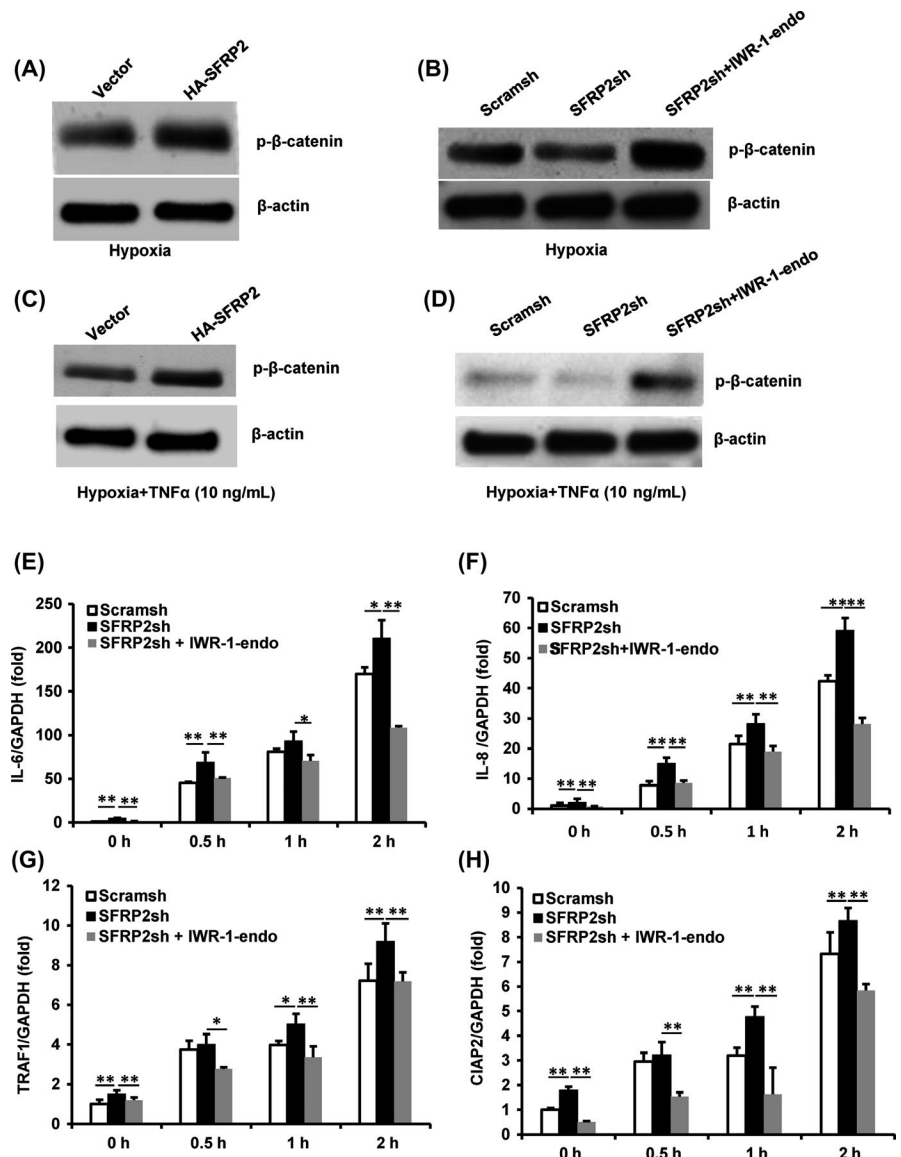 (A)
Vector
HA-SFRP2
p-β-catenin
β-actin
Hypoxia
(B)
Scramsh
SFRP2sh
SFRP2sh+IWR-1-endo
p-β-catenin
β-actin
Hypoxia
(C)
Vector
HA-SFRP2
p-β-catenin
β-actin
Hypoxia+TNFα (10 ng/mL)
(D)
Scramsh
SFRP2sh
SFRP2sh+IWR-1-endo
p-β-catenin
β-actin
Hypoxia+TNFα (10 ng/mL)
(E)
IL-6/GAPDH (fold)
250
200
150
100
50
0
Scramsh
SFRP2sh
SFRP2sh + IWR-1-endo
** **
** **
*
* **
0 h 0.5 h 1 h 2 h
(F)
IL-8 /GAPDH (fold)
70
60
50
40
30
20
10
0
Scramsh
SFRP2sh
SFRP2sh+IWR-1-endo
** **
** **
** **
** **
0 h 0.5 h 1 h 2 h
(G)
TRAF1/GAPDH (fold)
12
10
8
6
4
2
0
Scramsh
SFRP2sh
SFRP2sh + IWR-1-endo
** **
*
* **
** **
0 h 0.5 h 1 h 2 h
(H)
CIAP2/GAPDH (fold)
10
9
8
7
6
5
4
3
2
1
0
Scramsh
SFRP2sh
SFRP2sh + IWR-1-endo
** **
**
** **
** **
0 h 0.5 h 1 h 2 h